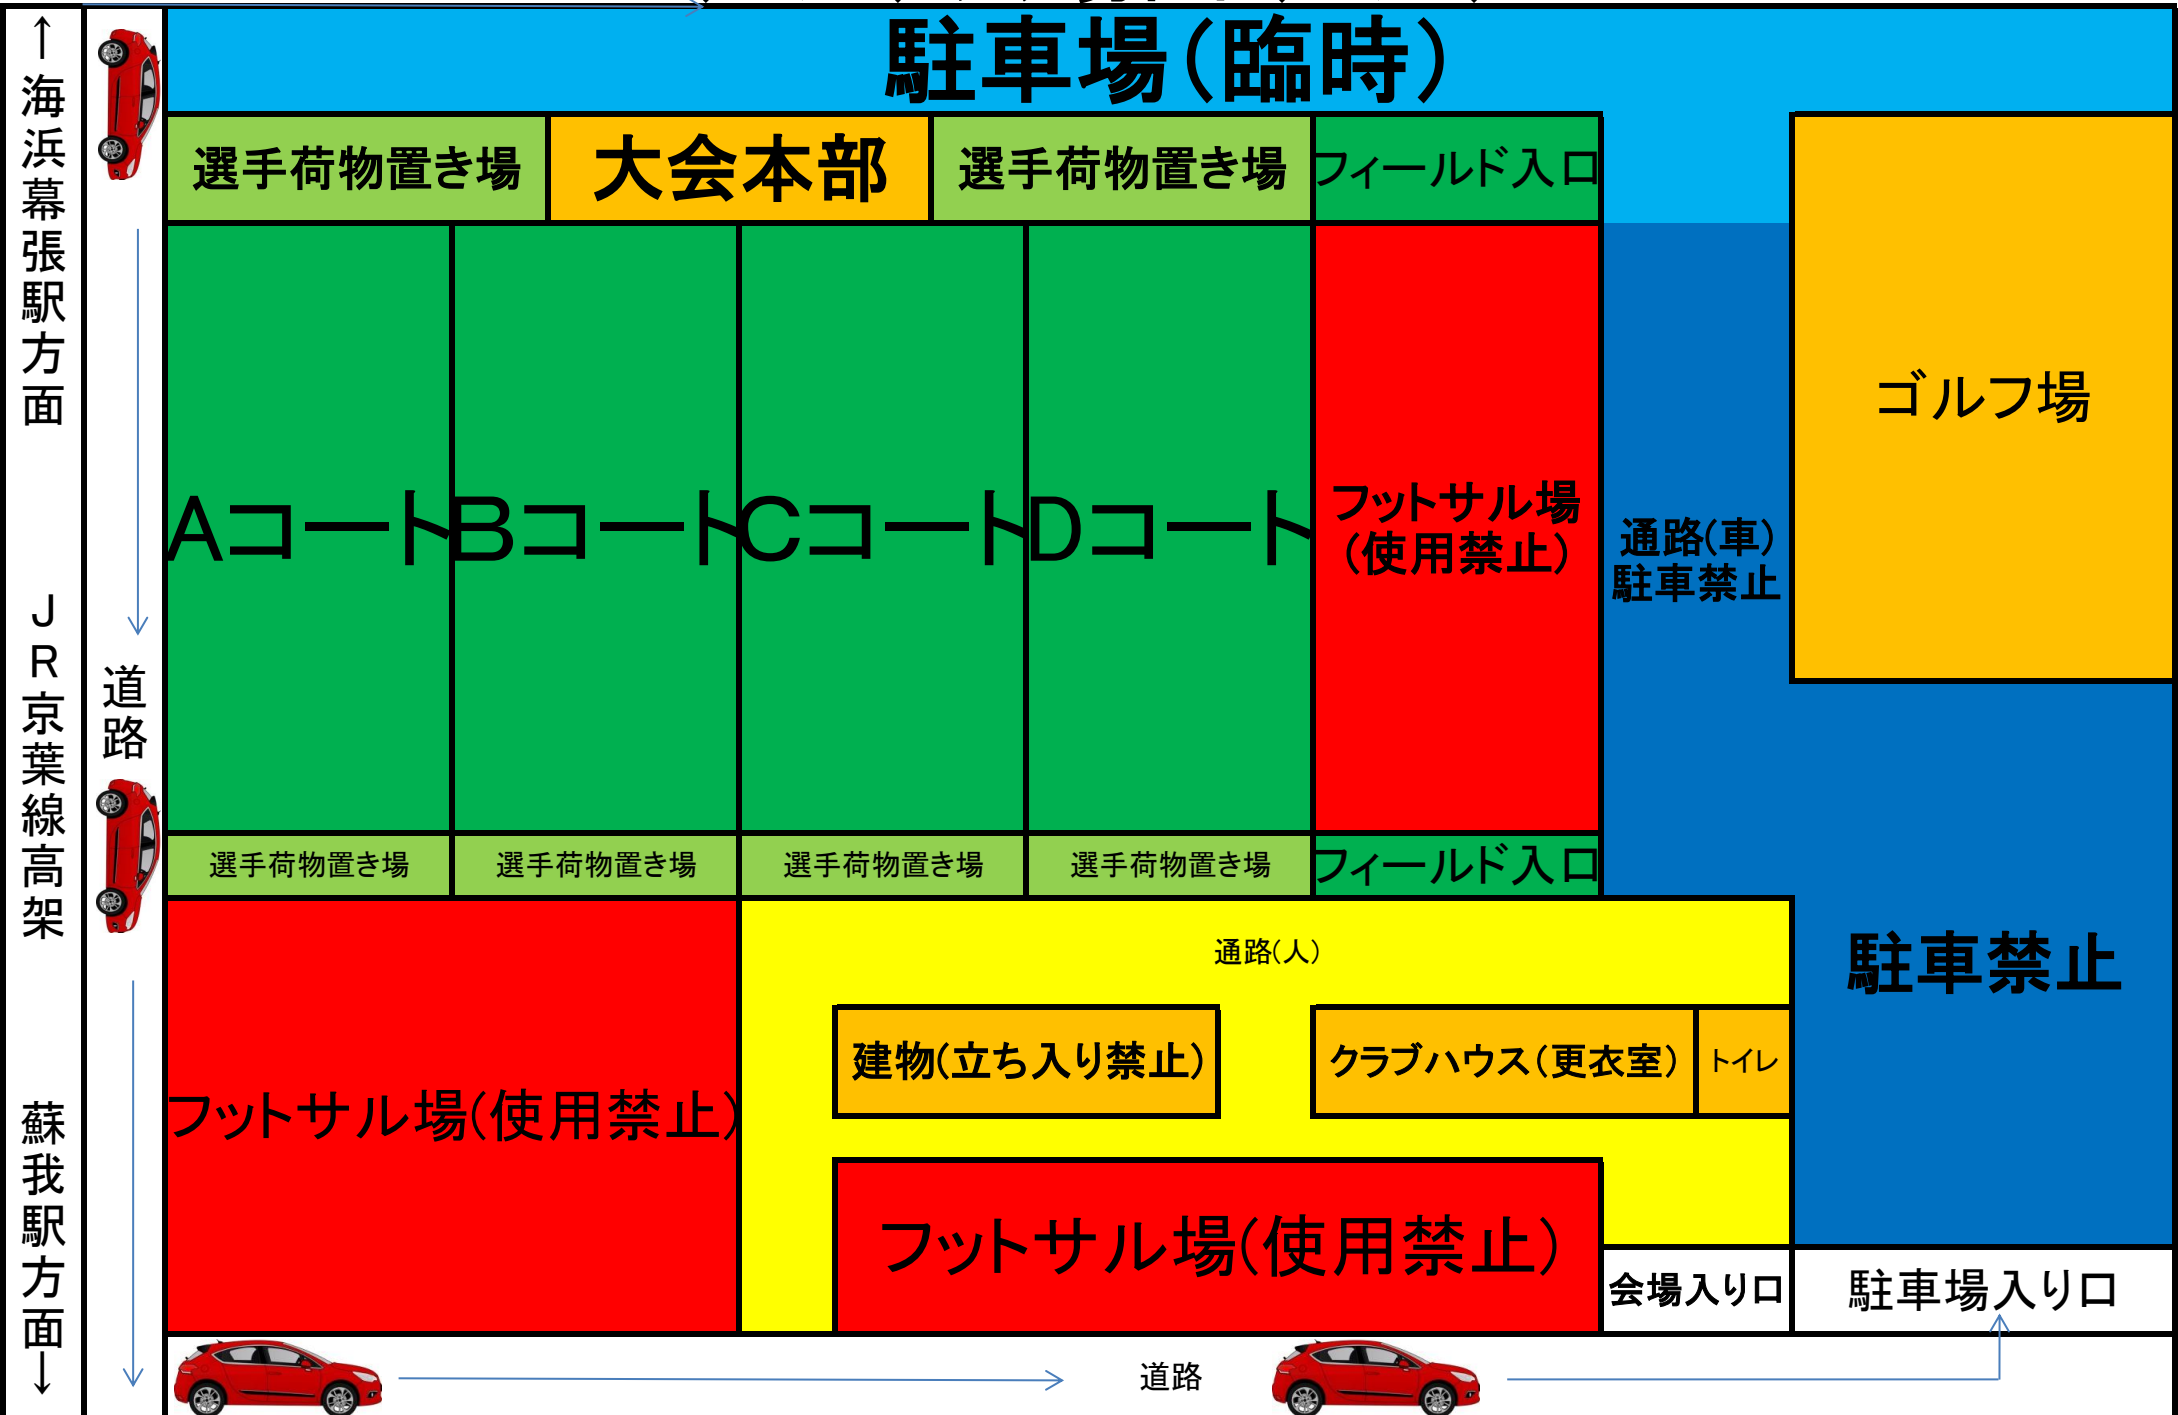 駐車場（臨時）
選手荷物置き場
大会本部
選手荷物置き場
フィールド入口
↑海浜幕張駅方面
ＪＲ京葉線高架
蘇我駅方面↓
道路
Aコート
Bコート
Cコート
Dコート
フットサル場
（使用禁止）
通路(車)
駐車禁止
ゴルフ場
選手荷物置き場
選手荷物置き場
選手荷物置き場
選手荷物置き場
フィールド入口
通路(人)
駐車禁止
建物(立ち入り禁止)
クラブハウス（更衣室）
トイレ
フットサル場(使用禁止)
フットサル場(使用禁止)
会場入り口
駐車場入り口
道路